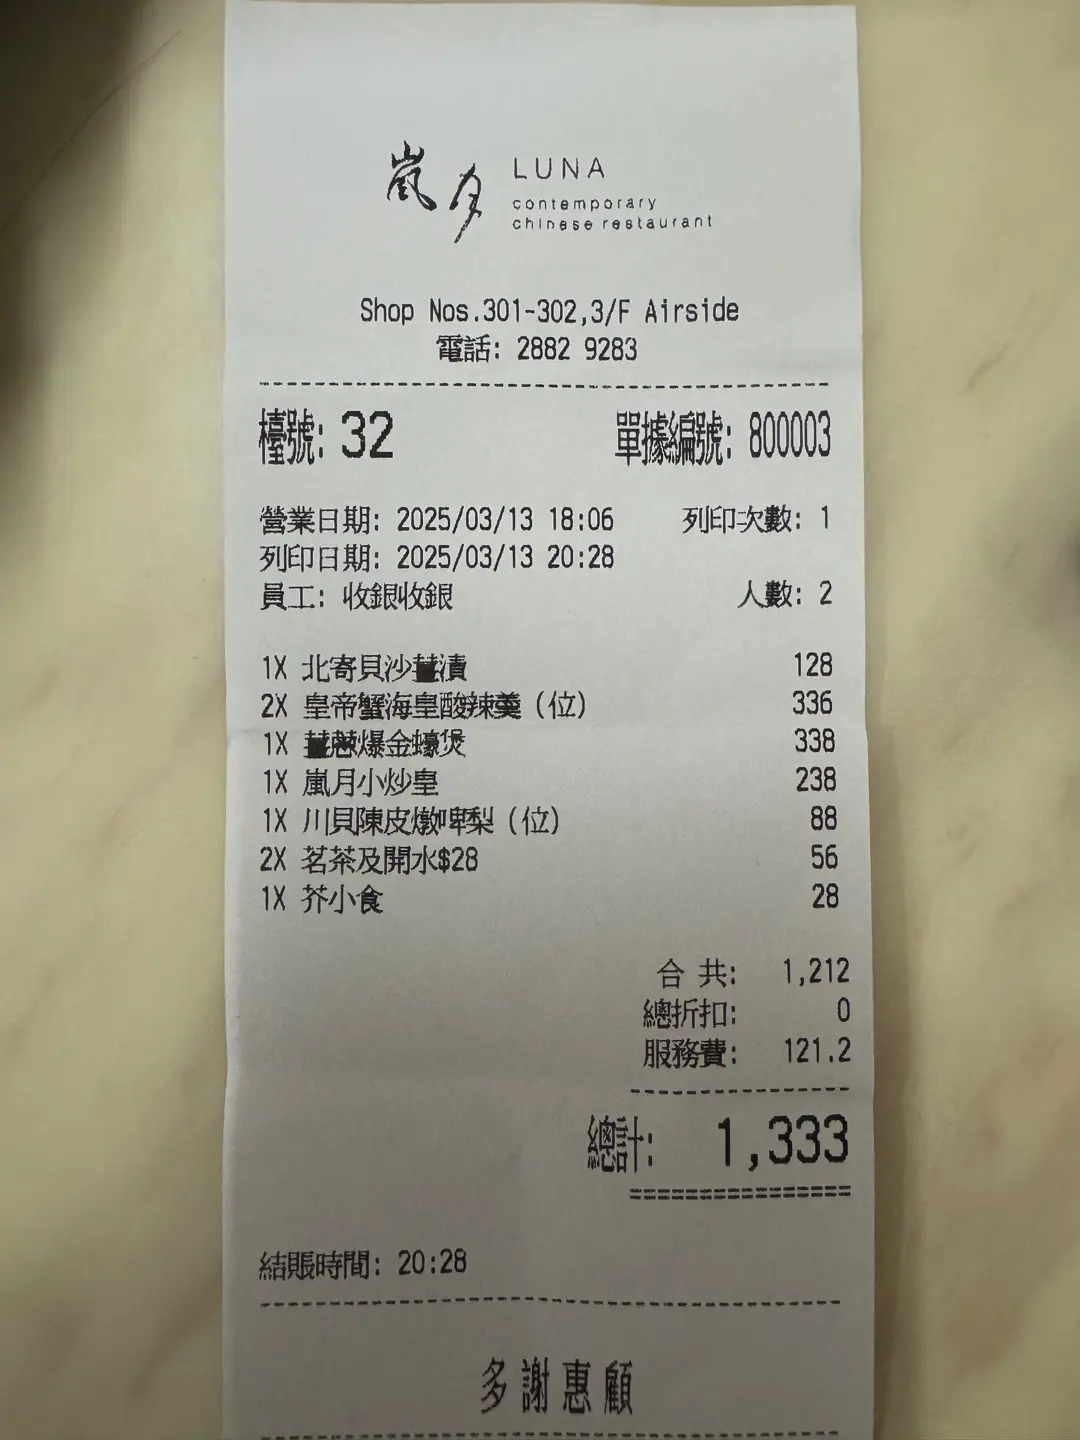 嵐月 LUNA
contemporary
chinese restaurant
Shop Nos.301-302,3/F Airside
電話: 2882 9283
檯號: 32 單據編號: 800003
營業日期: 2025/03/13 18:06 列印次數: 1
列印日期: 2025/03/13 20:28
員工: 收銀收銀 人數: 2
1X 北寄貝沙薑漬 128
2X 皇帝蟹海皇酸辣羹(位) 336
1X 薑蔥爆金蠔煲 338
1X 嵐月小炒皇 238
1X 川貝陳皮燉啤梨(位) 88
2X 茗茶及開水$28 56
1X 芥小食 28
合 共: 1,212
總折扣: 0
服務費: 121.2
總計: 1,333
結賬時間: 20:28
多謝惠顧